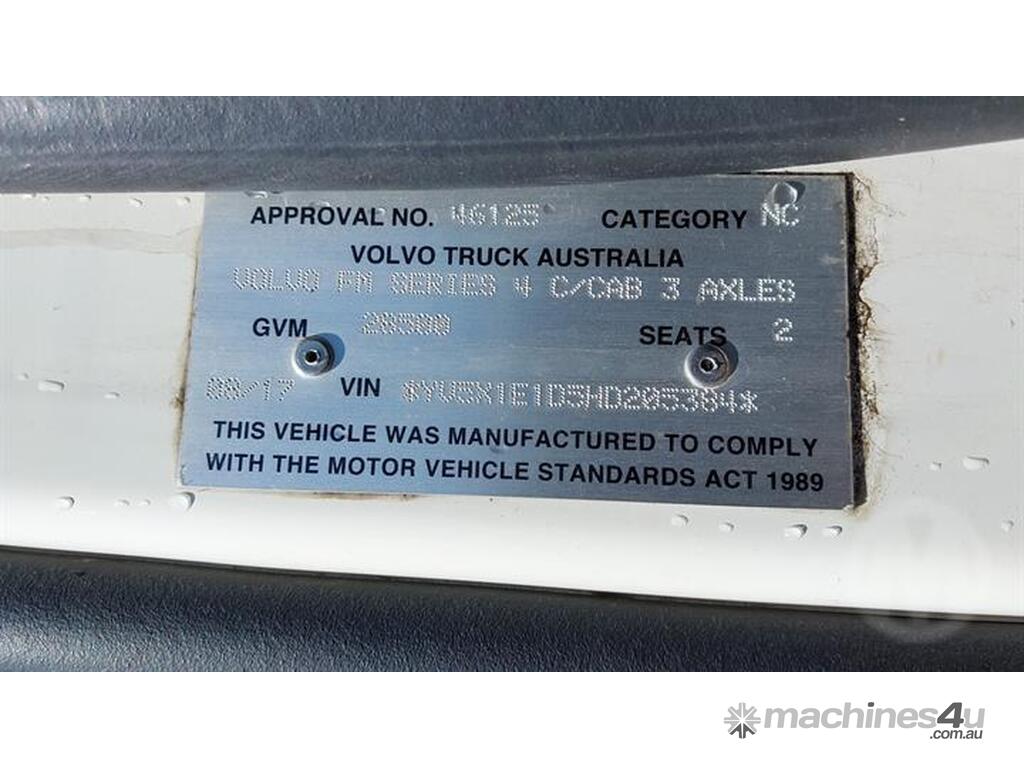 APPROVAL NO. 46125 CATEGORY NC
VOLVO TRUCK AUSTRALIA
VOLVO FM SERIES 4 C/CAB 3 AXLES
GVM 28500 SEATS 2
08/17 VIN *YV5X1E1D5HD205384*
THIS VEHICLE WAS MANUFACTURED TO COMPLY
WITH THE MOTOR VEHICLE STANDARDS ACT 1989
machines4u
.com.au